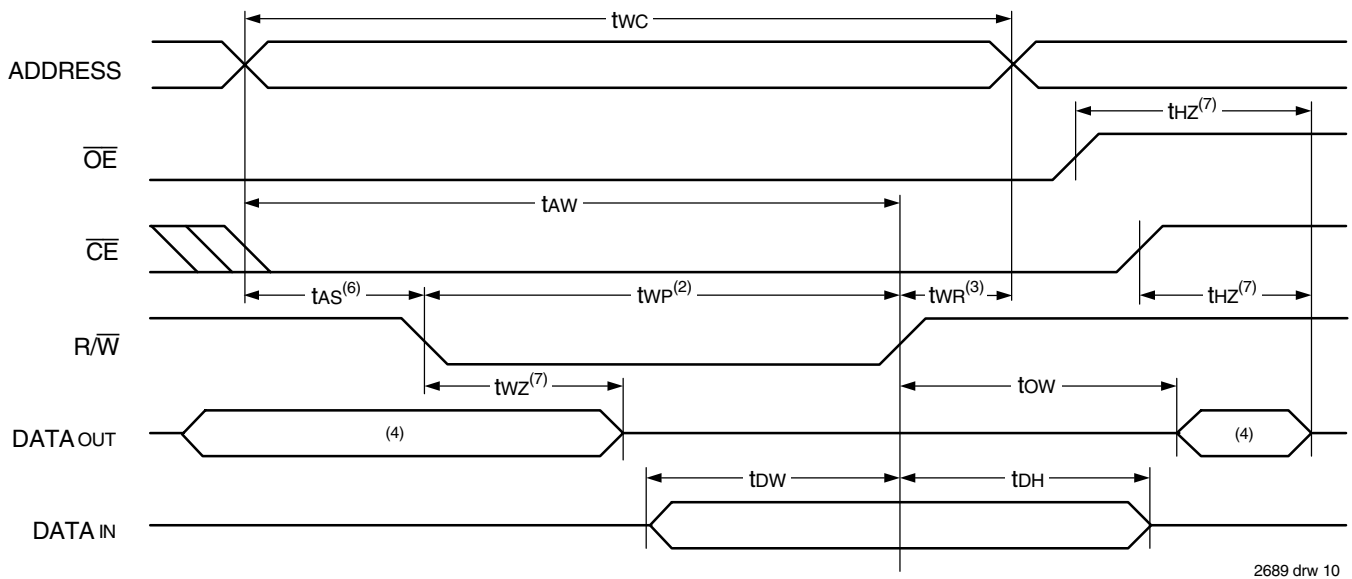 tWC
ADDRESS
tHZ(7)
OE
tAW
CE
tAS(6) tWP(2) tWR(3) tHZ(7)
R/W
tWZ(7) tOW
DATA OUT (4) (4)
tDW tDH
DATA IN
2689 drw 10